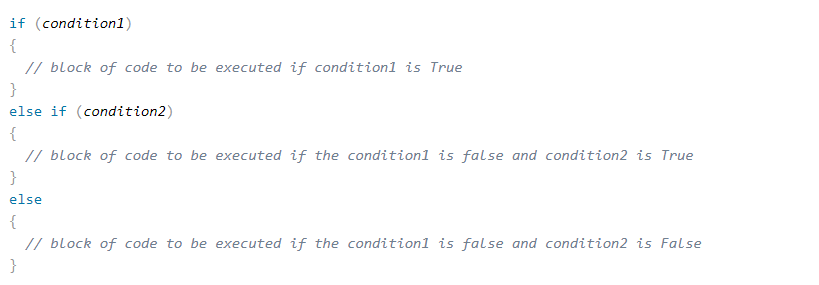 if (condition1)
{
  // block of code to be executed if condition1 is True
}
else if (condition2)
{
  // block of code to be executed if the condition1 is false and condition2 is True
}
else
{
  // block of code to be executed if the condition1 is false and condition2 is False
}